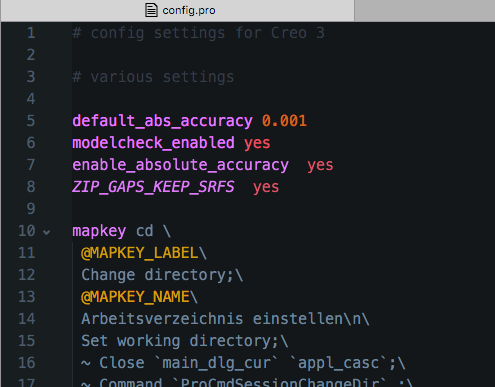 config.pro
1 # config settings for Creo 3
2
3 # various settings
4
5 default_abs_accuracy 0.001
6 modelcheck_enabled yes
7 enable_absolute_accuracy  yes
8 ZIP_GAPS_KEEP_SRFS  yes
9
10 mapkey cd \
11 @MAPKEY_LABEL\
12 Change directory;\
13 @MAPKEY_NAME\
14 Arbeitsverzeichnis einstellen\n\
15 Set working directory;\
16 ~ Close `main_dlg_cur` `appl_casc`;\
17 ~ Command `ProCmdSessionChangeDir` ;\